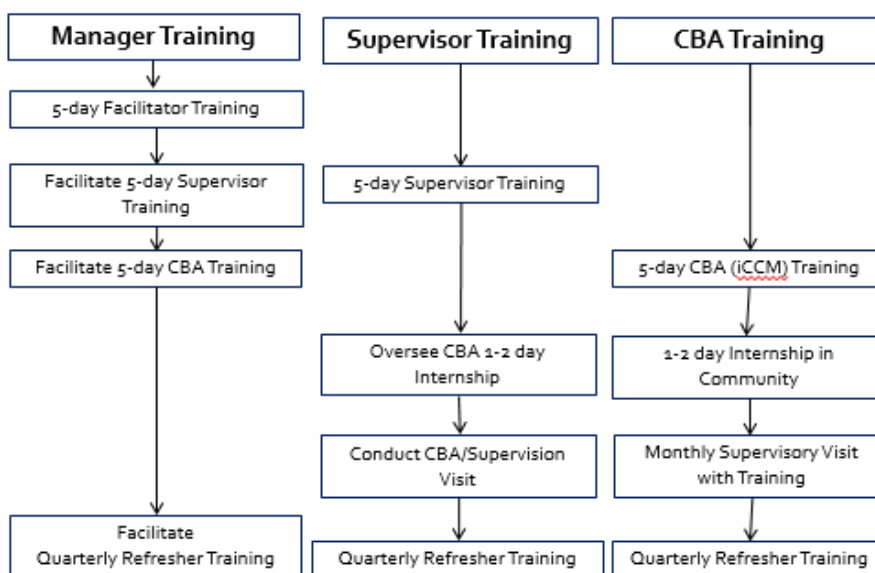 Manager Training
5-day Facilitator Training
Facilitate 5-day Supervisor
Training
Facilitate 5-day CBA Training
Facilitate
Quarterly Refresher Training
Supervisor Training
5-day Supervisor Training
Oversee CBA 1-2 day
Internship
Conduct CBA/Supervision
Visit
Quarterly Refresher Training
CBA Training
5-day CBA (iCCM) Training
1-2 day Internship in
Community
Monthly Supervisory Visit
with Training
Quarterly Refresher Training